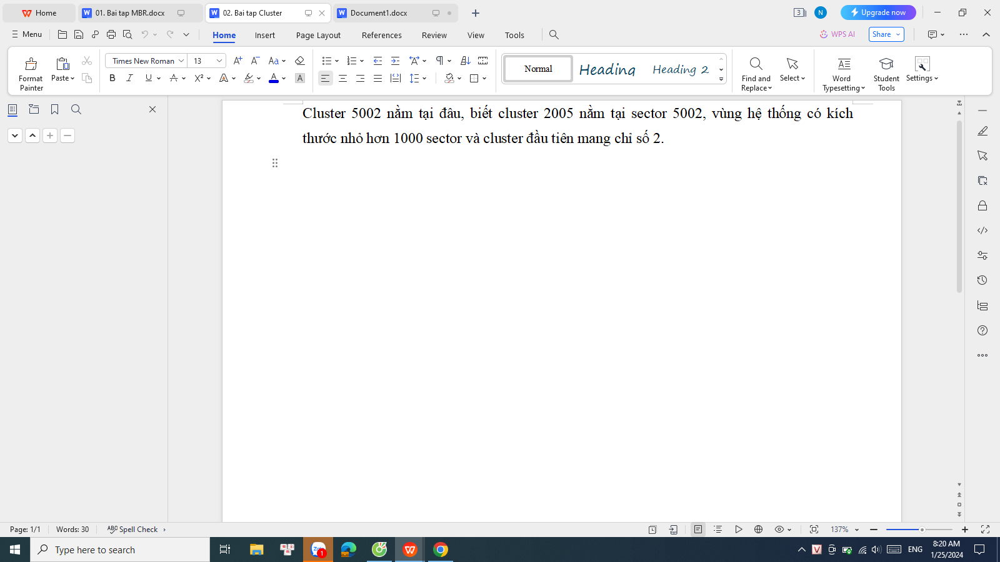 Home
01. Bai tap MBR.docx
02. Bai tap Cluster
Document1.docx
3
N
Upgrade now
Menu
Home
Insert
Page Layout
References
Review
View
Tools
WPS AI
Share
Format Painter
Paste
Times New Roman
13
Normal
Heading
Heading 2
Find and Replace
Select
Word Typesetting
Student Tools
Settings
Cluster 5002 nằm tại đâu, biết cluster 2005 nằm tại sector 5002, vùng hệ thống có kích
thước nhỏ hơn 1000 sector và cluster đầu tiên mang chỉ số 2.
Page: 1/1
Words: 30
Spell Check
137%
Type here to search
1
ENG
8:20 AM
1/25/2024